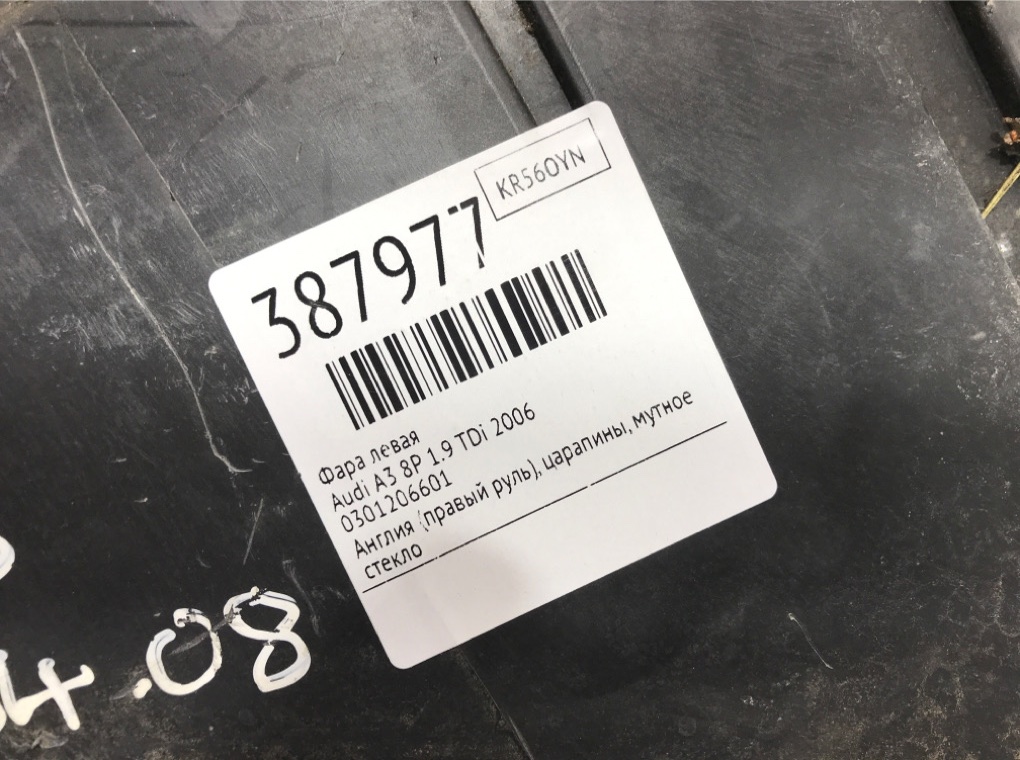 KR56OYN
387977
Фара левая
Audi A3 8P 1.9 TDi 2006
0301206601
Англия (правый руль), царапины, мутное
стекло
4.08